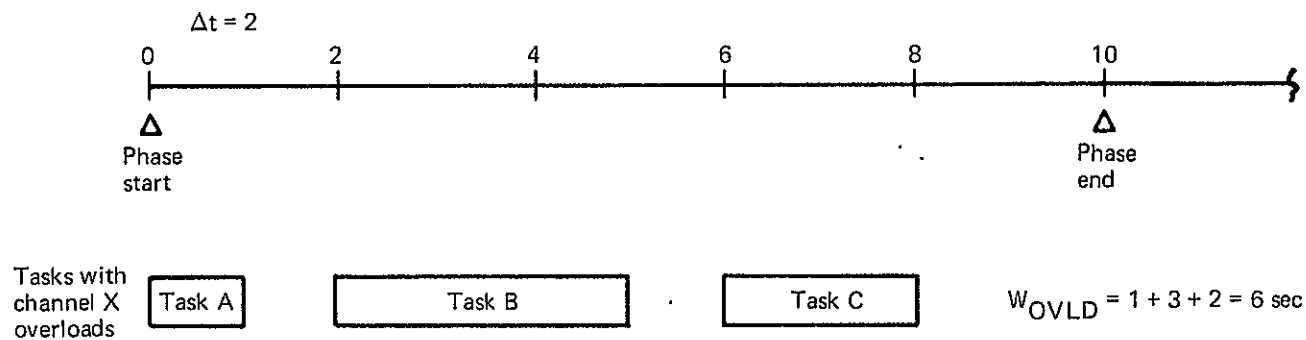 Δt = 2
0 2 4 6 8 10
Phase
start
Phase
end
Tasks with
channel X
overloads
Task A
Task B
Task C
WOVLD = 1 + 3 + 2 = 6 sec